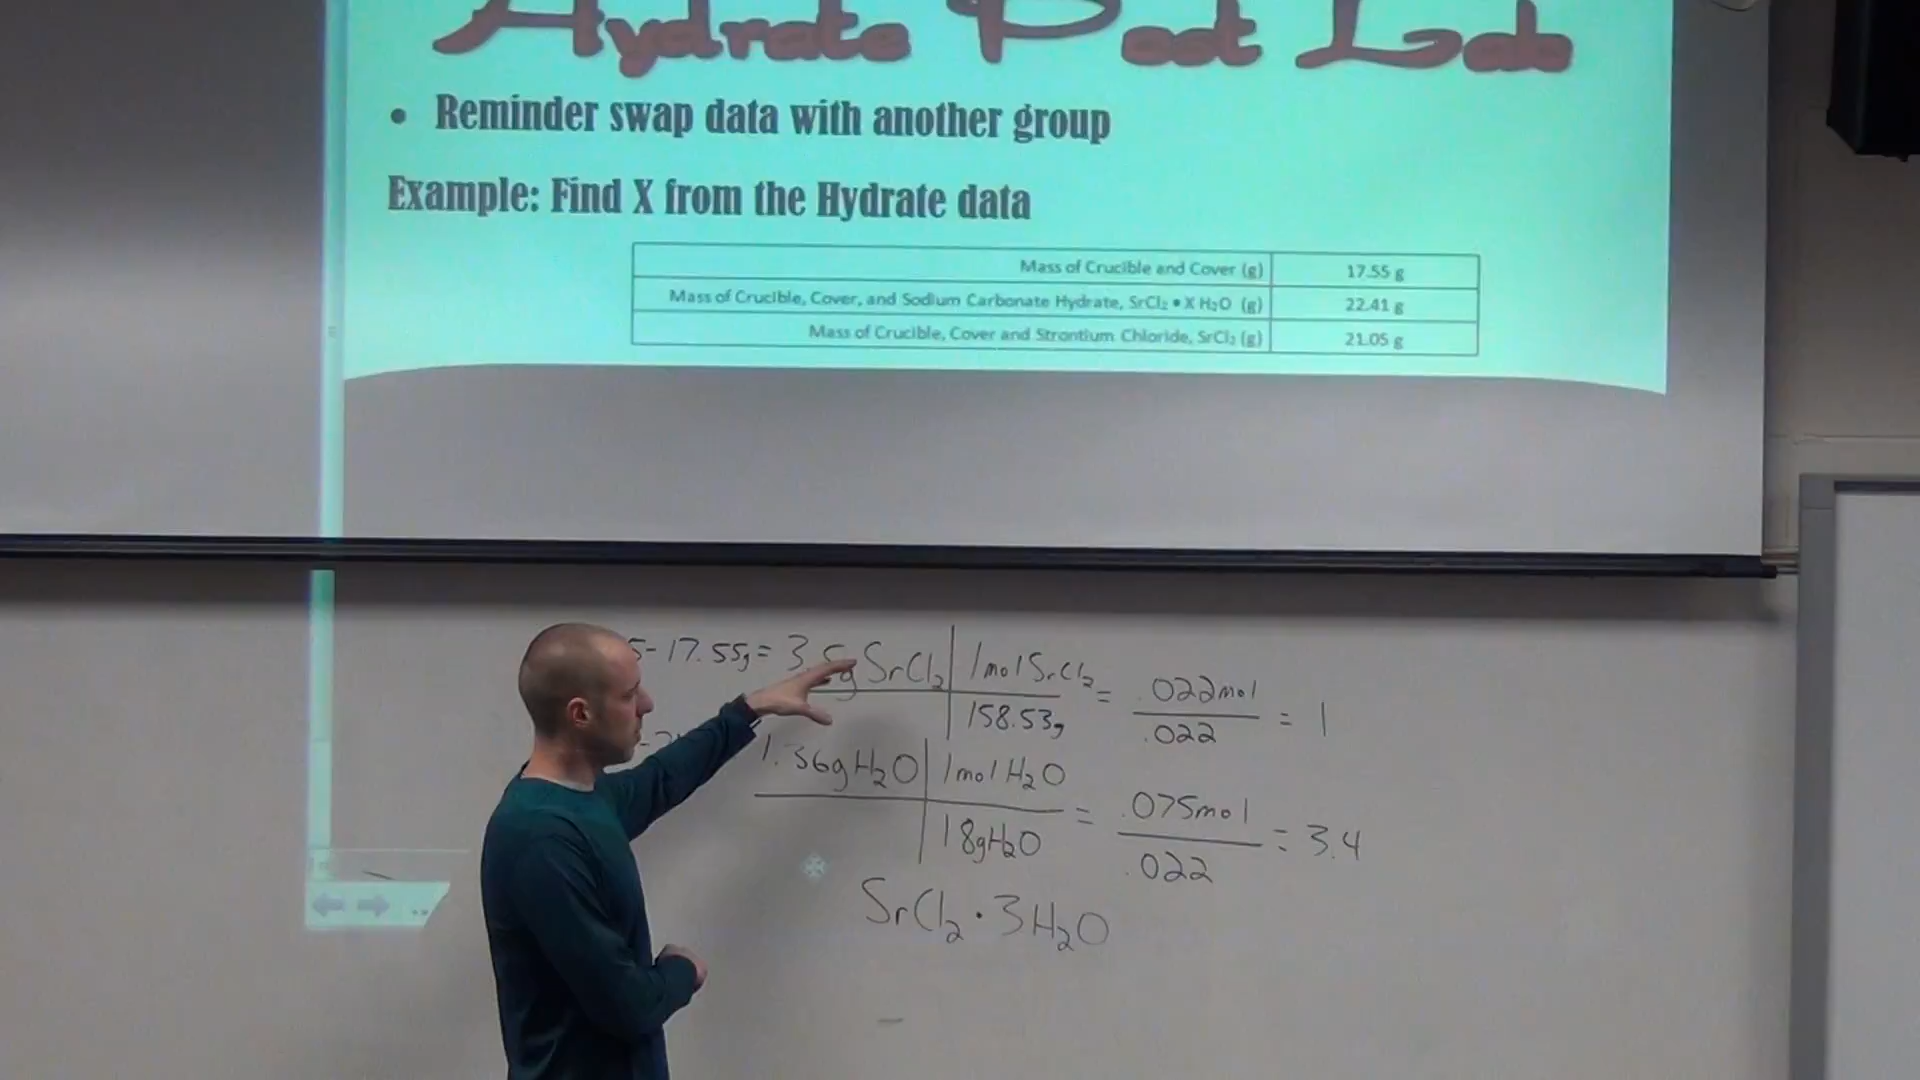 Hydrate Post Lab
• Reminder swap data with another group
Example: Find X from the Hydrate data
Mass of Crucible and Cover (g) 17.55 g
Mass of Crucible, Cover, and Sodium Carbonate Hydrate, SrCl₂ • X H₂O (g) 22.41 g
Mass of Crucible, Cover and Strontium Chloride, SrCl₂ (g) 21.05 g
5-17.55g= 3.5g SrCl₂ | 1mol SrCl₂ = .022mol = 1
158.53g .022
1.36g H₂O | 1mol H₂O = .075mol = 3.4
18g H₂O .022
SrCl₂ · 3H₂O